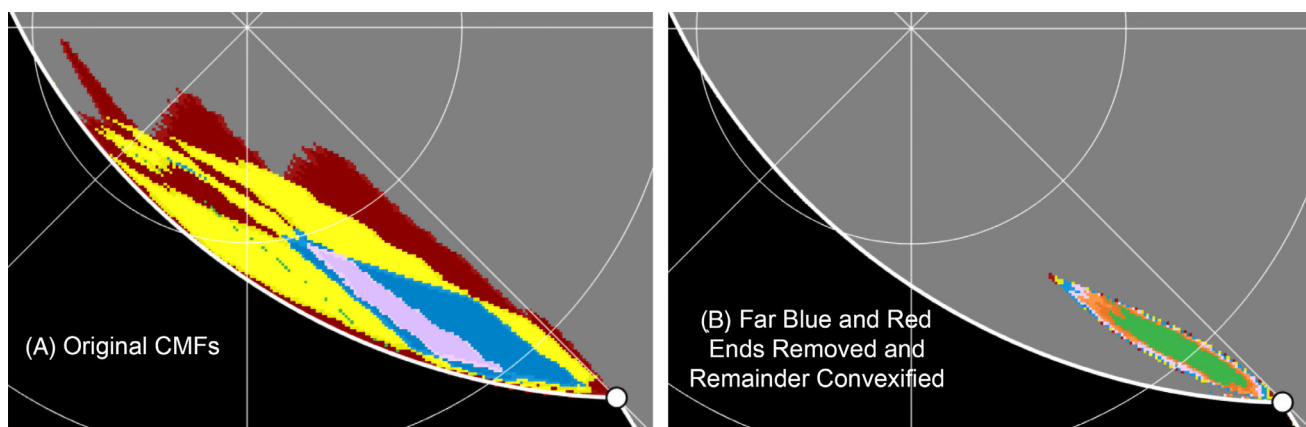 (A) Original CMFs
(B) Far Blue and Red
Ends Removed and
Remainder Convexified